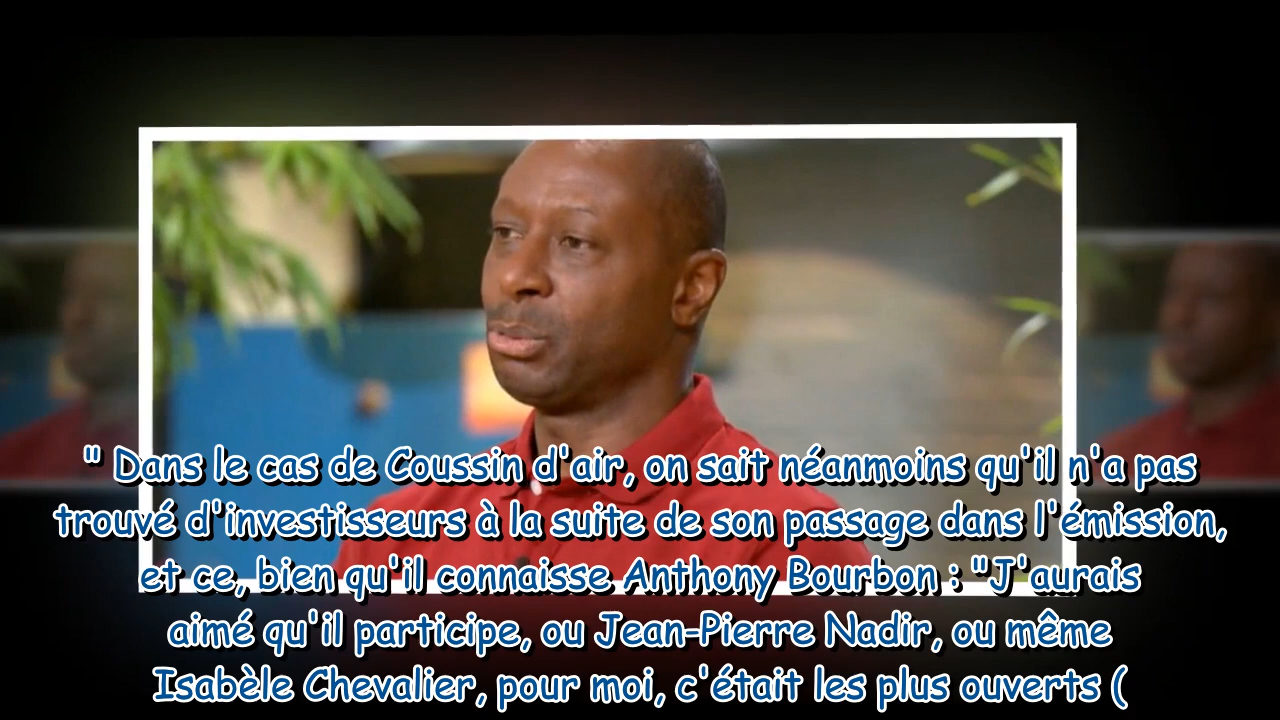 " Dans le cas de Coussin d'air, on sait néanmoins qu'il n'a pas
trouvé d'investisseurs à la suite de son passage dans l'émission,
et ce, bien qu'il connaisse Anthony Bourbon : "J'aurais
aimé qu'il participe, ou Jean-Pierre Nadir, ou même
Isabèle Chevalier, pour moi, c'était les plus ouverts (